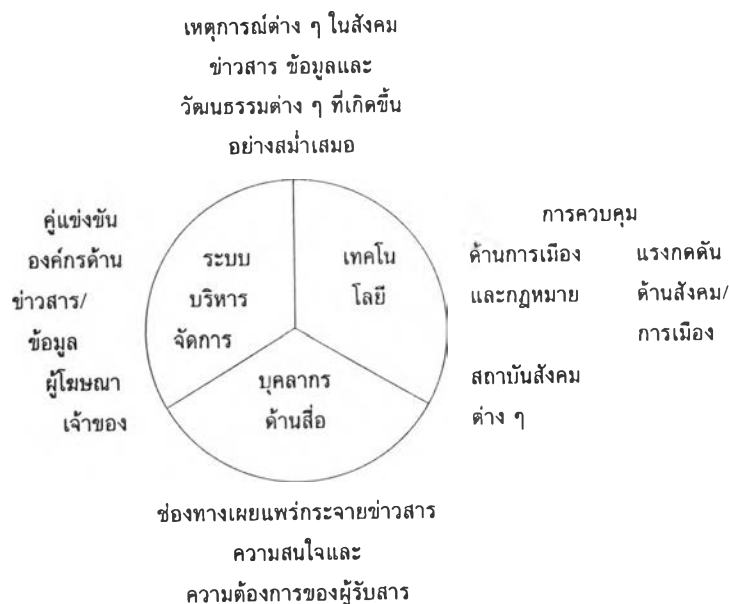 เหตุการณ์ต่าง ๆ ในสังคม
ข่าวสาร ข้อมูลและ
วัฒนธรรมต่าง ๆ ที่เกิดขึ้น
อย่างสม่ำเสมอ
คู่แข่งขัน
องค์กรด้าน
ข่าวสาร/
ข้อมูล
ผู้โฆษณา
เจ้าของ
ระบบ
บริหาร
จัดการ
เทคโน
โลยี
บุคลากร
ด้านสื่อ
การควบคุม
ด้านการเมือง
และกฎหมาย
แรงกดดัน
ด้านสังคม/
การเมือง
สถาบันสังคม
ต่าง ๆ
ช่องทางเผยแพร่กระจายข่าวสาร
ความสนใจและ
ความต้องการของผู้รับสาร